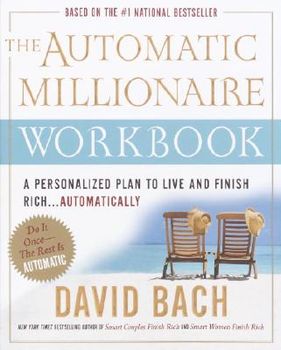 BASED ON THE #1 NATIONAL BESTSELLER
THE AUTOMATIC
MILLIONAIRE
WORKBOOK
A PERSONALIZED PLAN TO LIVE AND FINISH
RICH...AUTOMATICALLY
Do It
Once—
The Rest Is
AUTOMATIC
DAVID BACH
NEW YORK TIMES BESTSELLING AUTHOR OF Smart Couples Finish Rich AND Smart Women Finish Rich